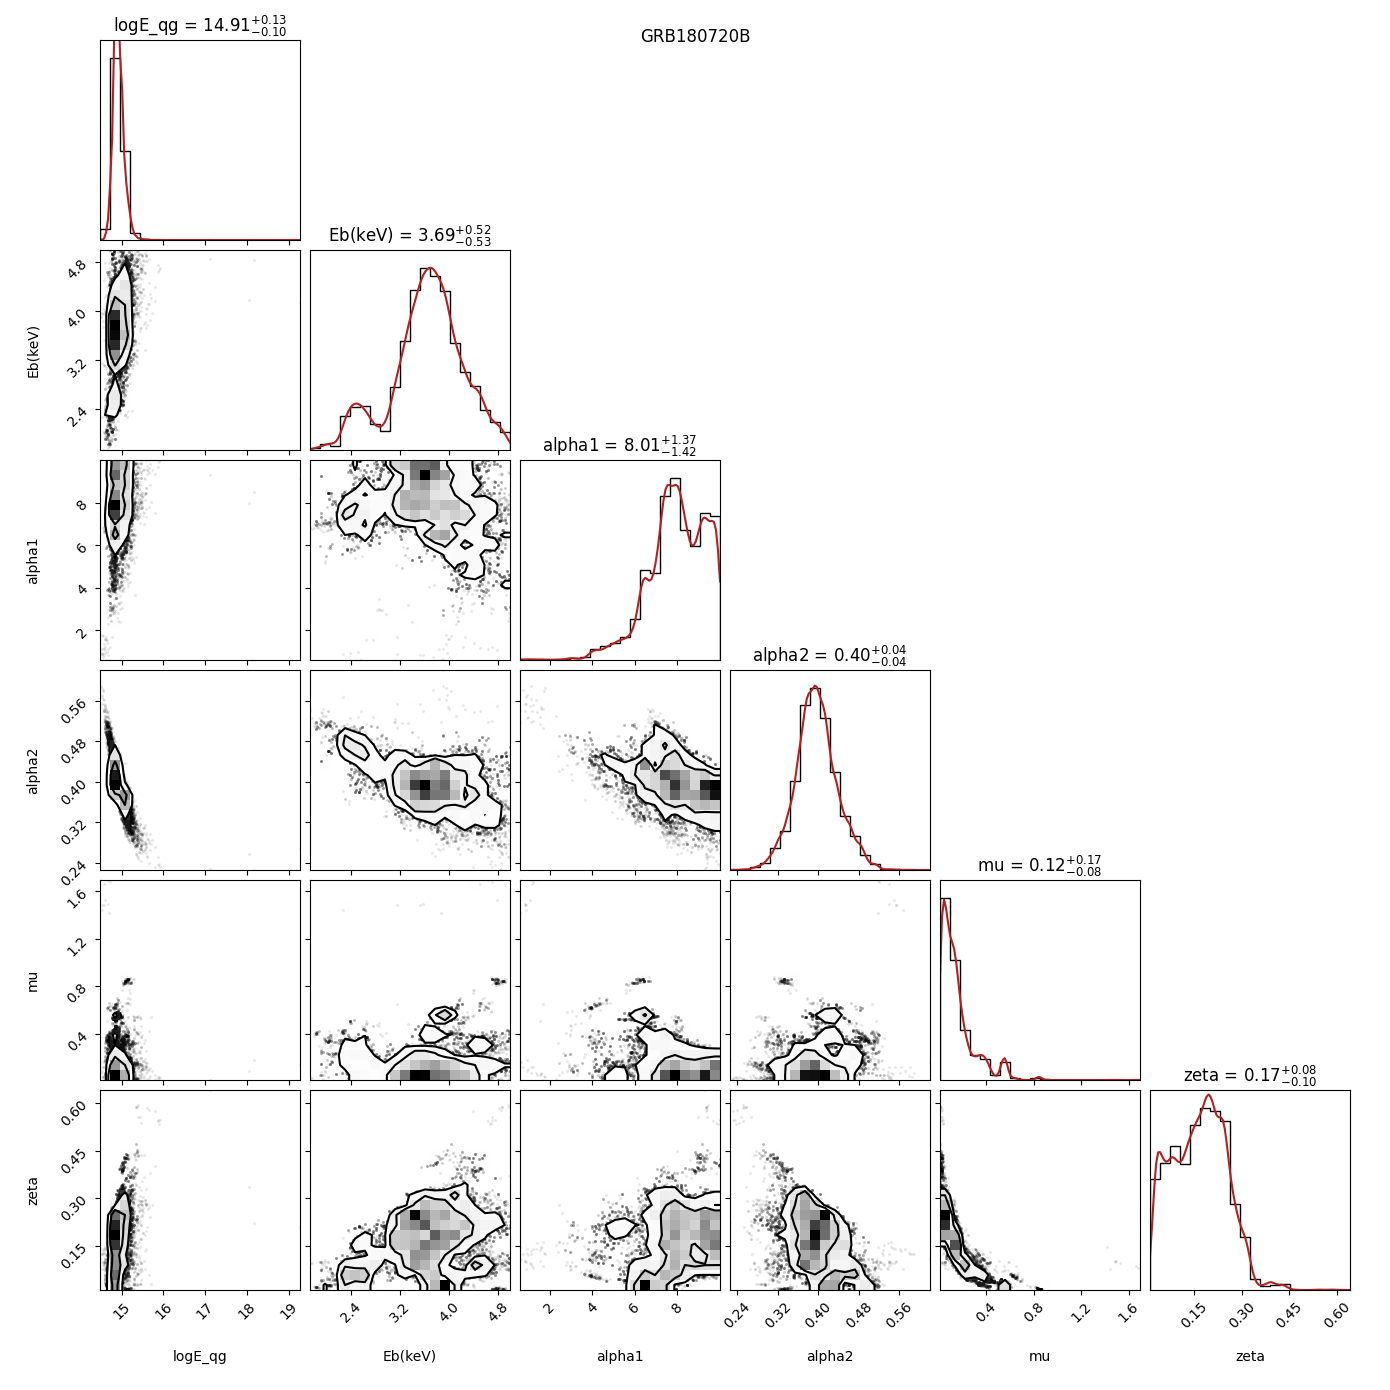 GRB180720B
logE_qg = 14.91+0.13 −0.10
Eb(keV) = 3.69+0.52 −0.53
4.8
4.0
3.2
2.4
Eb(keV)
alpha1 = 8.01+1.37 −1.42
8
6
4
2
alpha1
alpha2 = 0.40+0.04 −0.04
0.56
0.48
0.40
0.32
0.24
alpha2
mu = 0.12+0.17 −0.08
1.6
1.2
0.8
0.4
mu
zeta = 0.17+0.08 −0.10
0.60
0.45
0.30
0.15
zeta
15 16 17 18 19
2.4 3.2 4.0 4.8
2 4 6 8
0.24 0.32 0.40 0.48 0.56
0.4 0.8 1.2 1.6
0.15 0.30 0.45 0.60
logE_qg Eb(keV) alpha1 alpha2 mu zeta